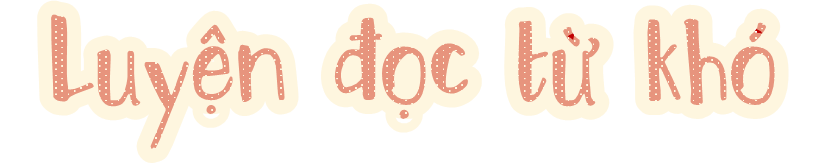 Luyện đọc từ khó